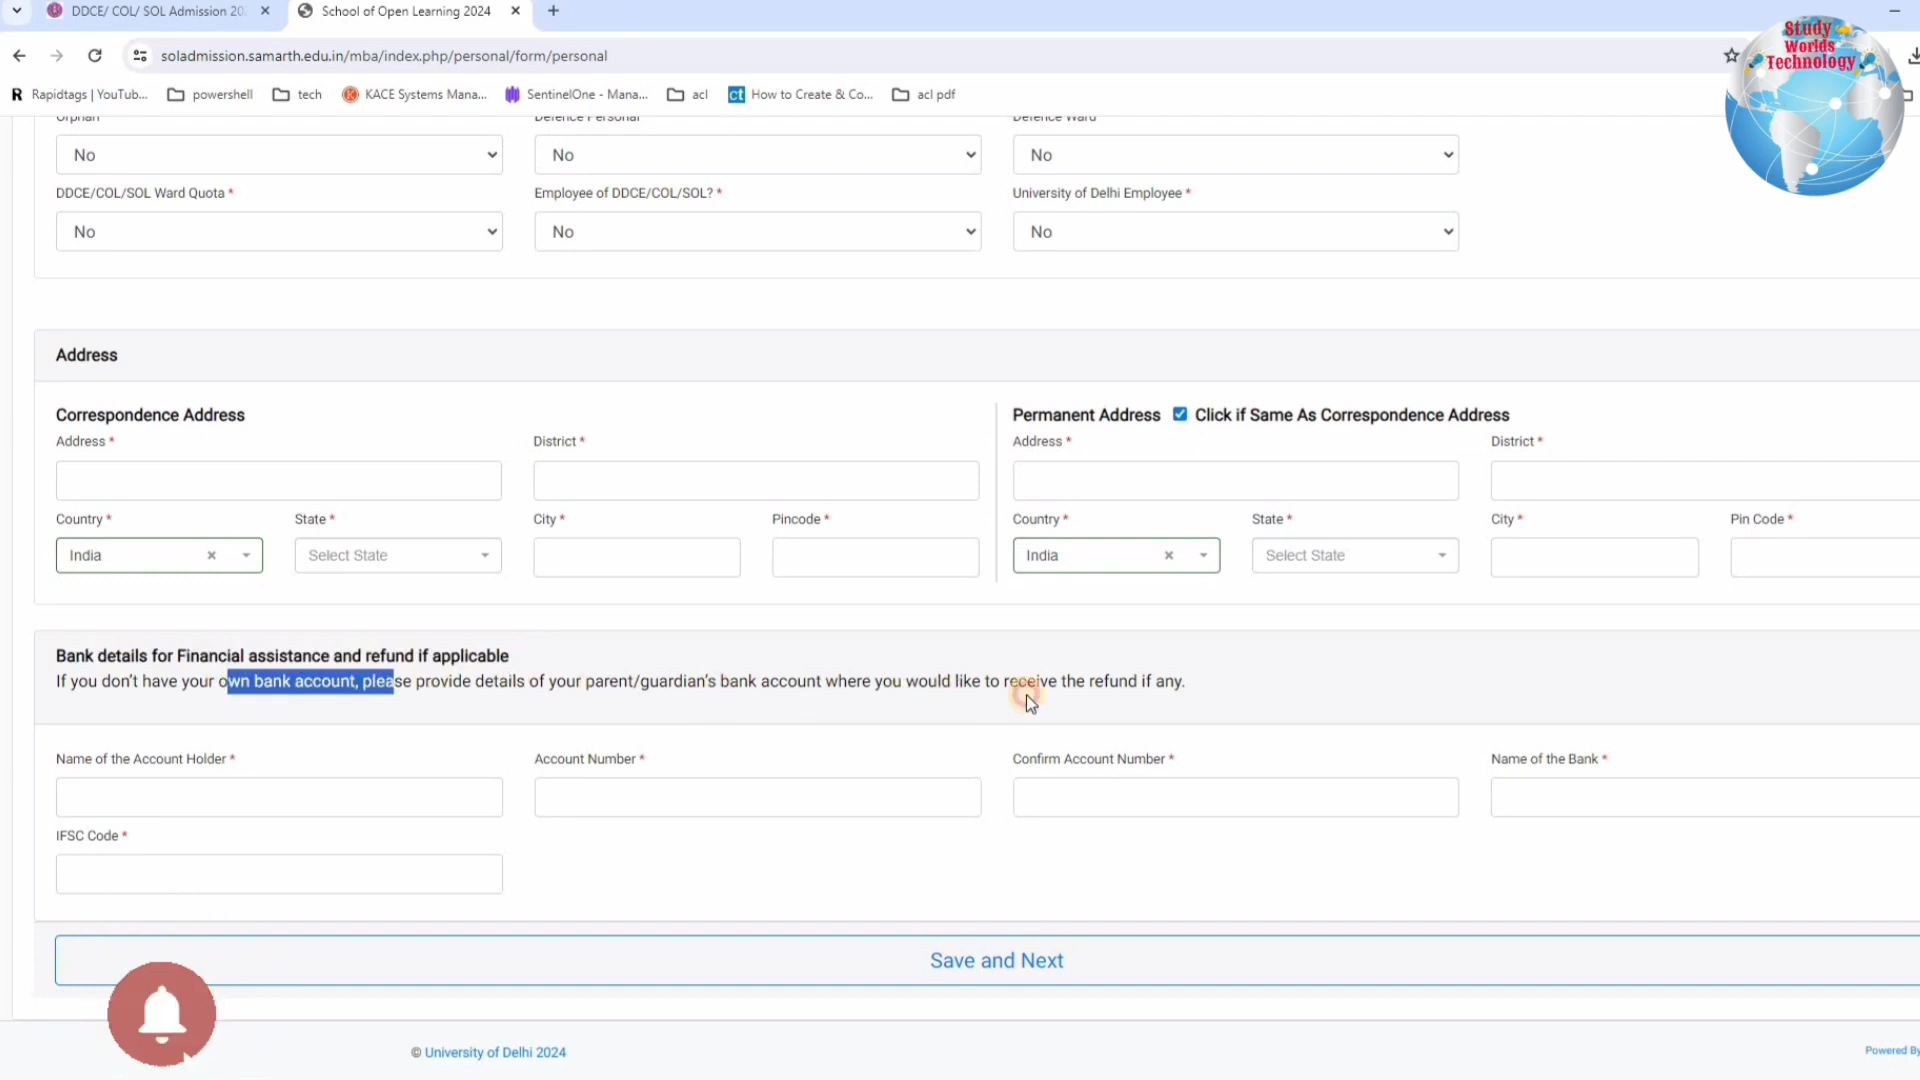 DDCE/ COL/ SOL Admission 20
School of Open Learning 2024
soladmission.samarth.edu.in/mba/index.php/personal/form/personal
Study
Worlds
Technology
Rapidtags | YouTub...
powershell
tech
KACE Systems Mana...
SentinelOne - Mana...
acl
How to Create & Co...
acl pdf
Orphan
Defence Personal
Defence Ward
No
No
No
DDCE/COL/SOL Ward Quota *
Employee of DDCE/COL/SOL? *
University of Delhi Employee *
No
No
No
Address
Correspondence Address
Permanent Address Click if Same As Correspondence Address
Address *
District *
Address *
District *
Country *
State *
City *
Pincode *
Country *
State *
City *
Pin Code *
India
Select State
India
Select State
Bank details for Financial assistance and refund if applicable
If you don't have your own bank account, please provide details of your parent/guardian's bank account where you would like to receive the refund if any.
Name of the Account Holder *
Account Number *
Confirm Account Number *
Name of the Bank *
IFSC Code *
Save and Next
© University of Delhi 2024
Powered By